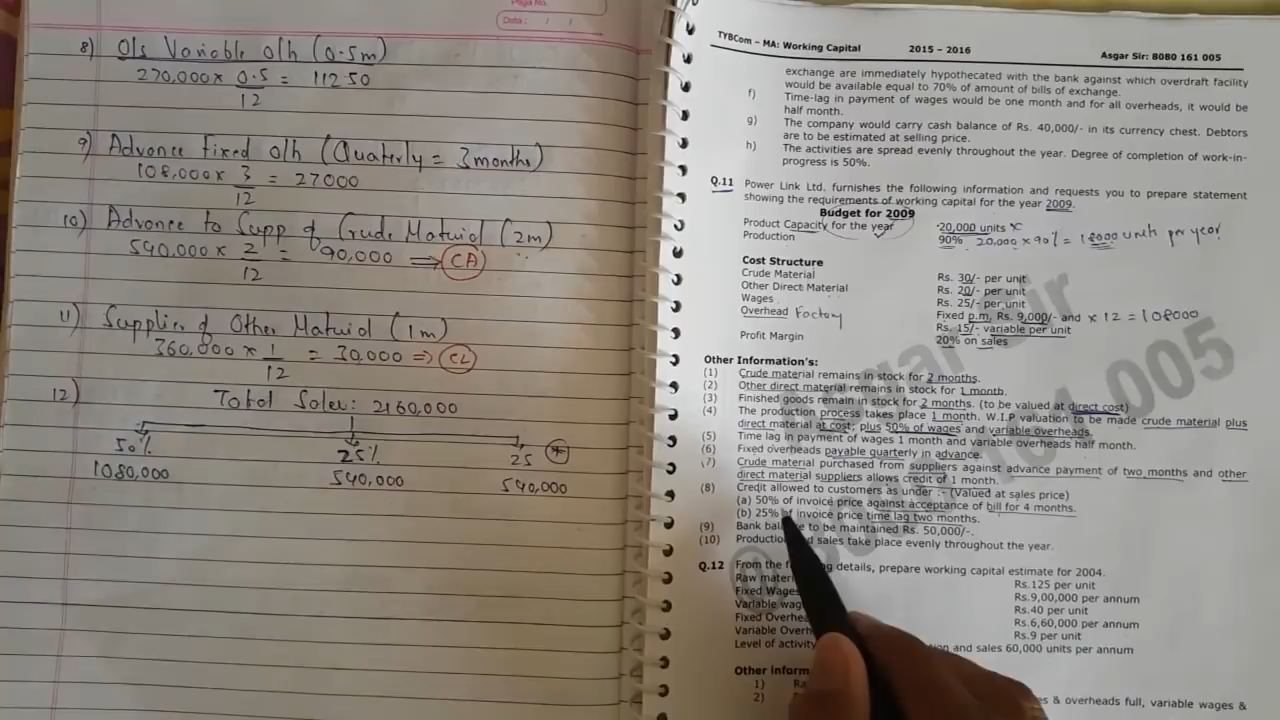 Page No.
Date: / /
8) O/s Variable o/h (0.5m)
270,000 x 0.5 = 11250
12
9) Advance fixed o/h (Quaterly = 3months)
108,000 x 3 = 27000
12
10) Advance to Supp of Crude Matuid (2m)
540,000 x 2 = 90,000 ⇒ CA
12
11) Supplier of Other Matuid (1m)
360,000 x 1 = 30,000 ⇒ CL
12
12) Total Sales: 2160,000
50% 25% 25 *
1080,000 540,000 540,000
TYBCom – MA: Working Capital 2015 – 2016 Asgar Sir: 8080 161 005
exchange are immediately hypothecated with the bank against which overdraft facility
would be available equal to 70% of amount of bills of exchange.
f) Time-lag in payment of wages would be one month and for all overheads, it would be
half month.
g) The company would carry cash balance of Rs. 40,000/- in its currency chest. Debtors
are to be estimated at selling price.
h) The activities are spread evenly throughout the year. Degree of completion of work-in-
progress is 50%.
Q.11 Power Link Ltd. furnishes the following information and requests you to prepare statement
showing the requirements of working capital for the year 2009.
Budget for 2009
Product Capacity for the year 20,000 units
Production 90% 20,000 x 90% = 18000 units per year
Cost Structure
Crude Material Rs. 30/- per unit
Other Direct Material Rs. 20/- per unit
Wages Rs. 25/- per unit
Overhead Factory Fixed p.m, Rs. 9,000/- and x 12 = 108000
Rs. 15/- variable per unit
Profit Margin 20% on sales
Other Information's:
(1) Crude material remains in stock for 2 months.
(2) Other direct material remains in stock for 1 month.
(3) Finished goods remain in stock for 2 months. (to be valued at direct cost)
(4) The production process takes place 1 month. W.I.P valuation to be made crude material plus
direct material at cost; plus 50% of wages and variable overheads.
(5) Time lag in payment of wages 1 month and variable overheads half month.
(6) Fixed overheads payable quarterly in advance.
(7) Crude material purchased from suppliers against advance payment of two months and other
direct material suppliers allows credit of 1 month.
(8) Credit allowed to customers as under :- (Valued at sales price)
(a) 50% of invoice price against acceptance of bill for 4 months.
(b) 25% of invoice price time lag two months.
(9) Bank balance to be maintained Rs. 50,000/-.
(10) Production and sales take place evenly throughout the year.
Q.12 From the following details, prepare working capital estimate for 2004.
Raw mater Rs.125 per unit
Fixed Wages Rs.9,00,000 per annum
Variable wag Rs.40 per unit
Fixed Overhe Rs.6,60,000 per annum
Variable Overh Rs.9 per unit
Level of activity on and sales 60,000 units per annum
Other inform
1) Ra
2) es & overheads full, variable wages &
Asgar Sir
@ 8080 161 005